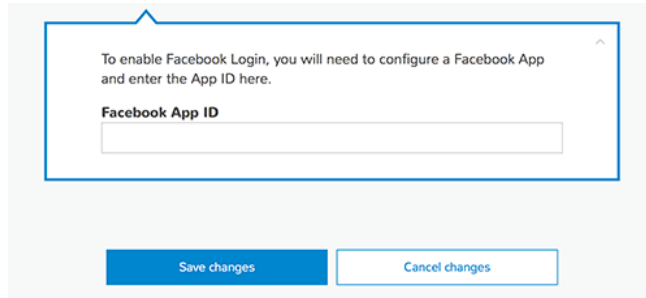 To enable Facebook Login, you will need to configure a Facebook App
and enter the App ID here.
Facebook App ID
Save changes
Cancel changes